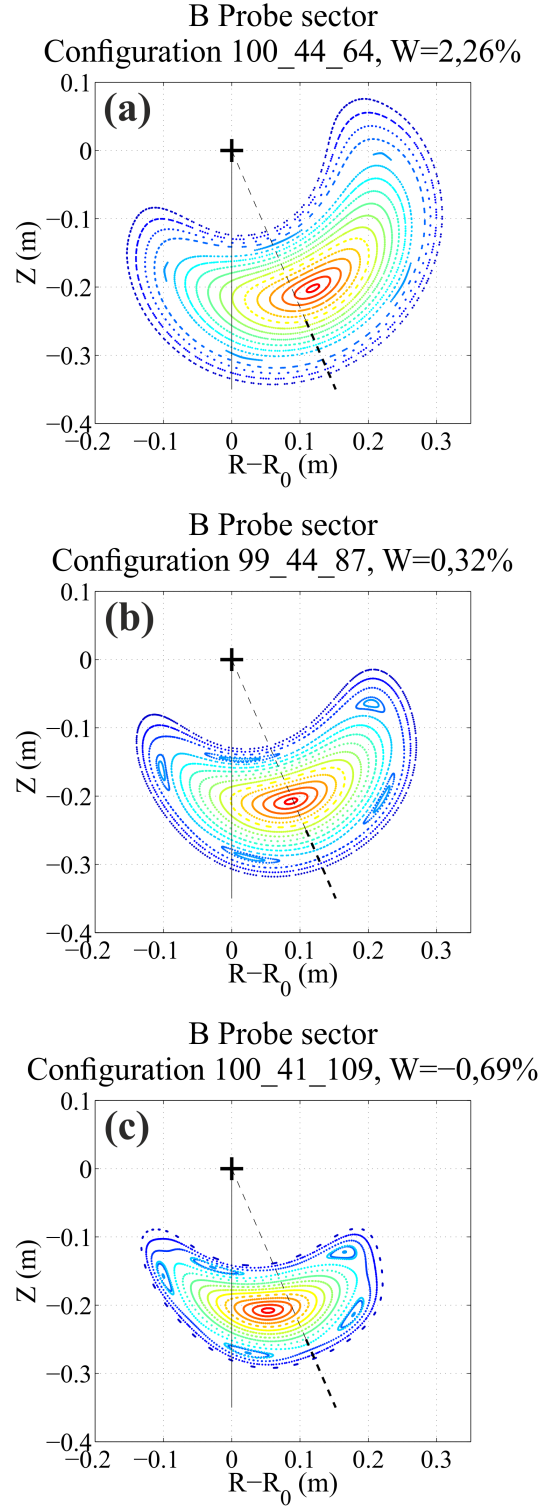 B Probe sector
Configuration 100_44_64, W=2,26%
(a)
0.1
0
−0.1
−0.2
−0.3
−0.4
Z (m)
−0.2 −0.1 0 0.1 0.2 0.3
R−R0 (m)
B Probe sector
Configuration 99_44_87, W=0,32%
(b)
0.1
0
−0.1
−0.2
−0.3
−0.4
Z (m)
−0.2 −0.1 0 0.1 0.2 0.3
R−R0 (m)
B Probe sector
Configuration 100_41_109, W=−0,69%
(c)
0.1
0
−0.1
−0.2
−0.3
−0.4
Z (m)
−0.2 −0.1 0 0.1 0.2 0.3
R−R0 (m)